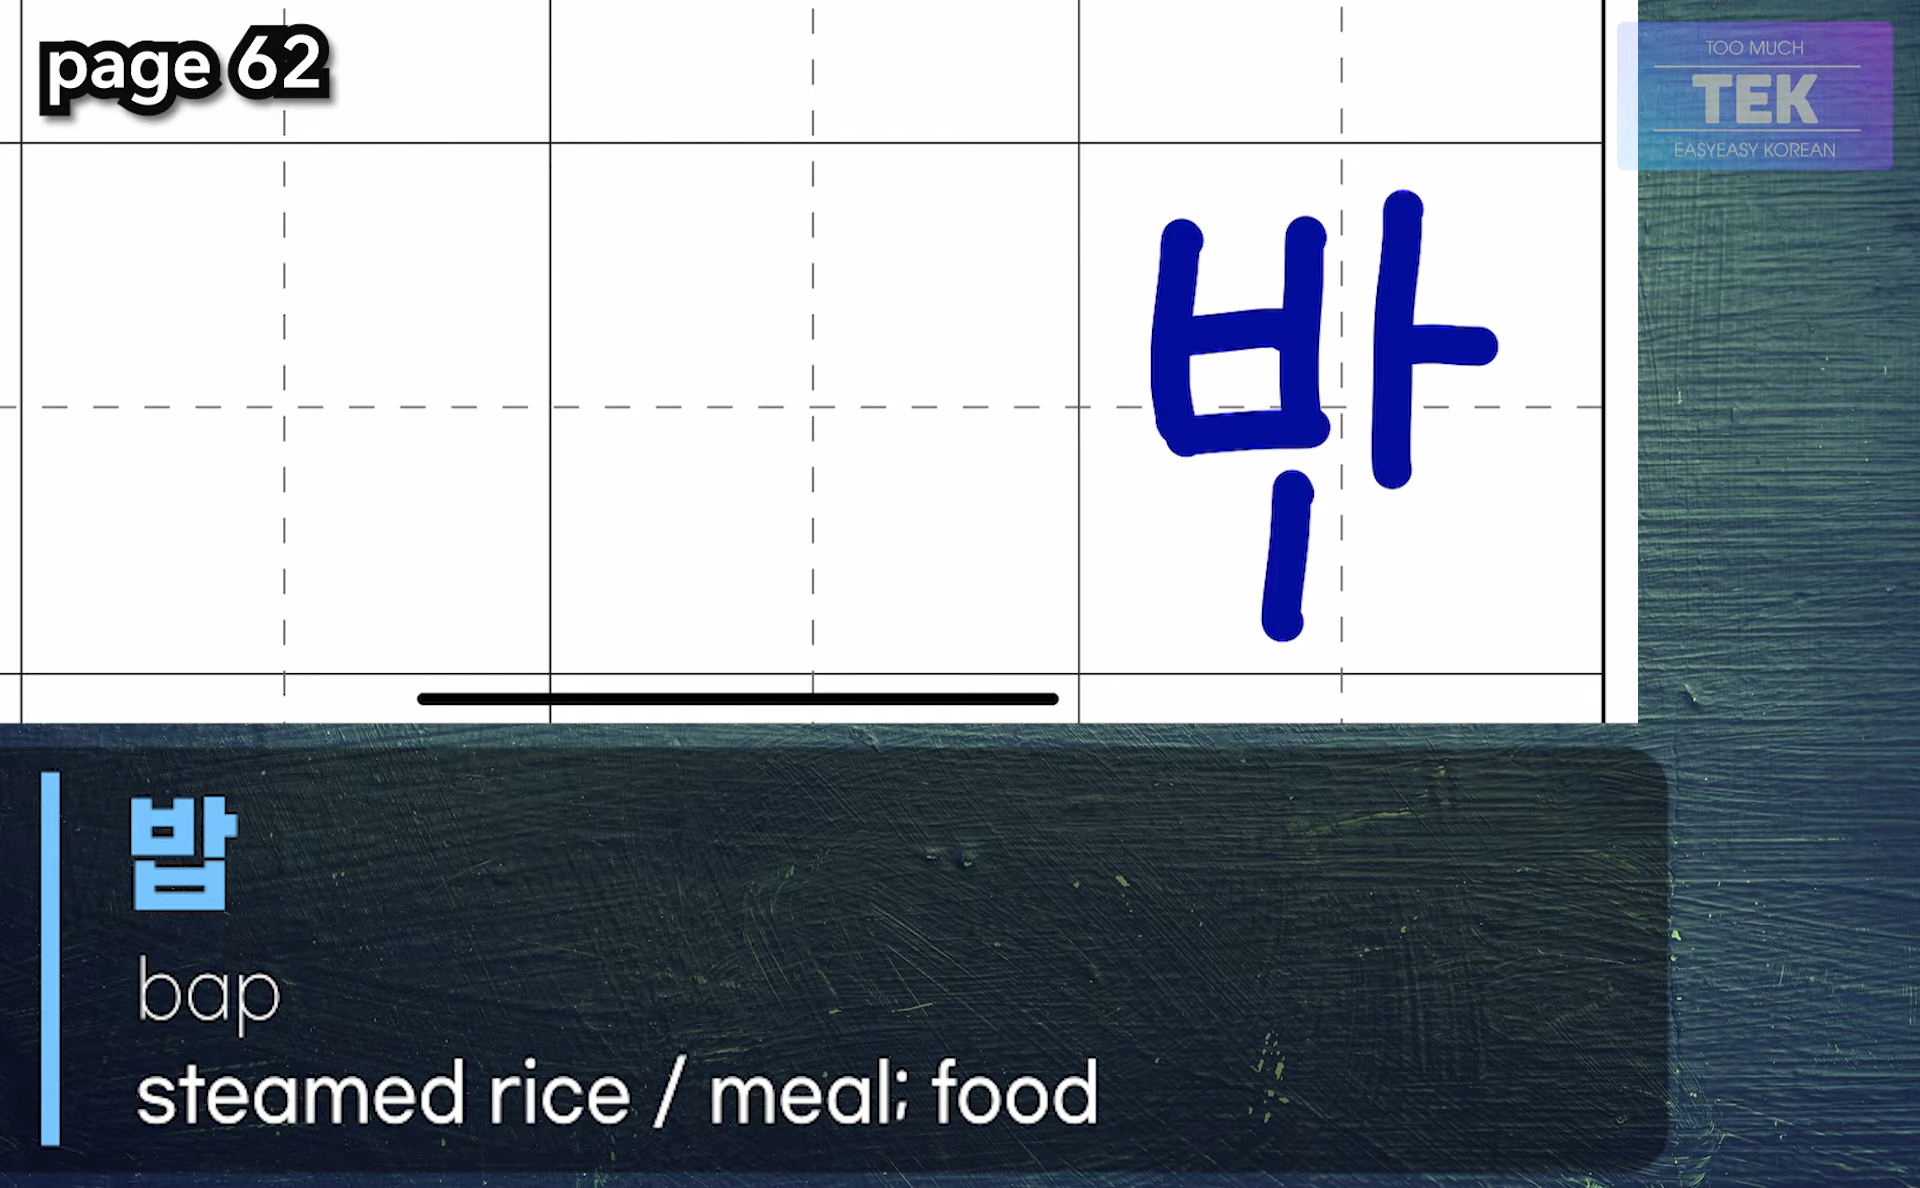 page 62
TOO MUCH
TEK
EASYEASY KOREAN
바
밥
bap
steamed rice / meal; food